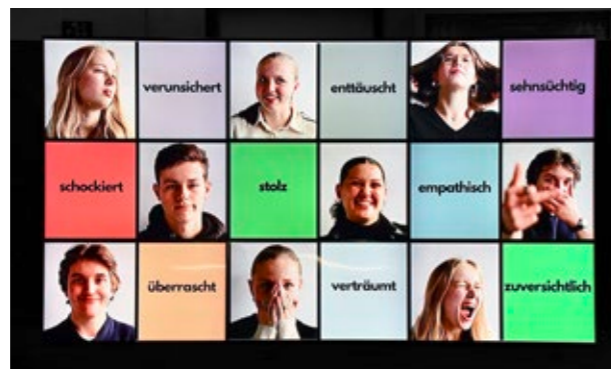 verunsichert
enttäuscht
sehnsüchtig
schockiert
stolz
empathisch
überrascht
verträumt
zuversichtlich